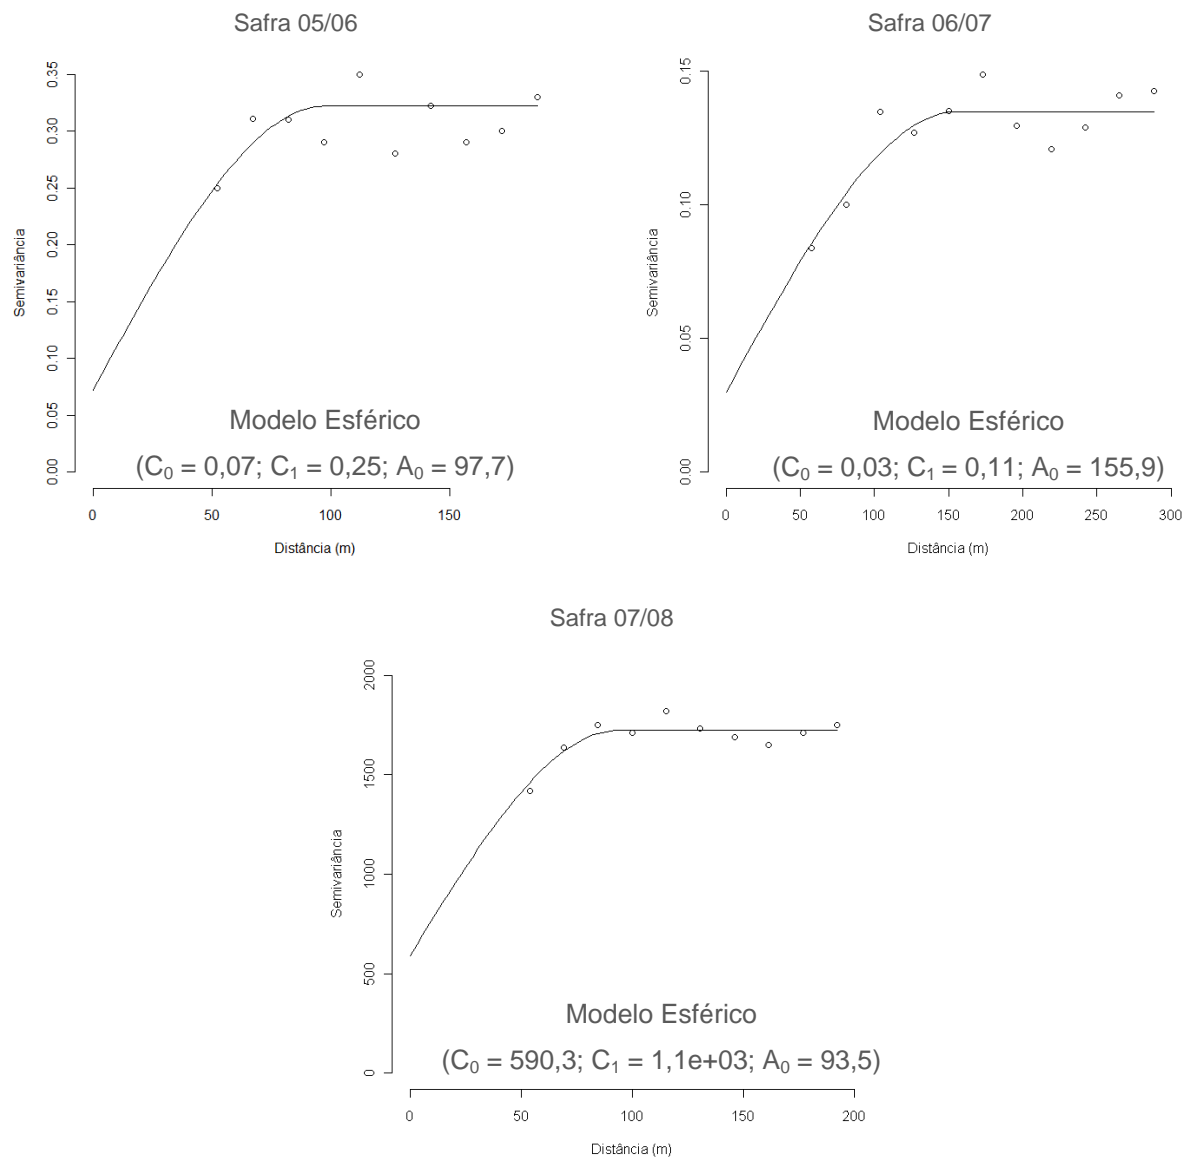 Safra 05/06
0.35
0.30
0.25
0.20
0.15
0.10
0.05
0.00
Semivariância
Modelo Esférico
(C₀ = 0,07; C₁ = 0,25; A₀ = 97,7)
0 50 100 150
Distância (m)
Safra 06/07
0.15
0.10
0.05
0.00
Semivariância
Modelo Esférico
(C₀ = 0,03; C₁ = 0,11; A₀ = 155,9)
0 50 100 150 200 250 300
Distância (m)
Safra 07/08
2000
1500
1000
500
0
Semivariância
Modelo Esférico
(C₀ = 590,3; C₁ = 1,1e+03; A₀ = 93,5)
0 50 100 150 200
Distância (m)